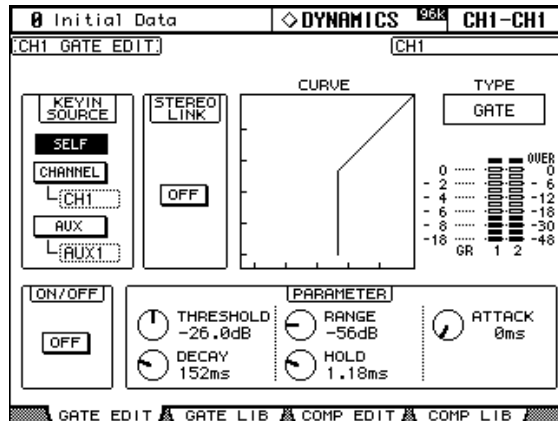 0 Initial Data ◇DYNAMICS 96K CH1-CH1
CH1 GATE EDIT CH1
KEYIN SOURCE
SELF
CHANNEL
CH1
AUX
AUX1
STEREO LINK
OFF
CURVE
TYPE
GATE
OVER
0 0
-2 -6
-4 -12
-6 -18
-8 -30
-18 -48
GR 1 2
ON/OFF
OFF
PARAMETER
THRESHOLD
-26.0dB
RANGE
-56dB
ATTACK
0ms
DECAY
152ms
HOLD
1.18ms
GATE EDIT GATE LIB COMP EDIT COMP LIB